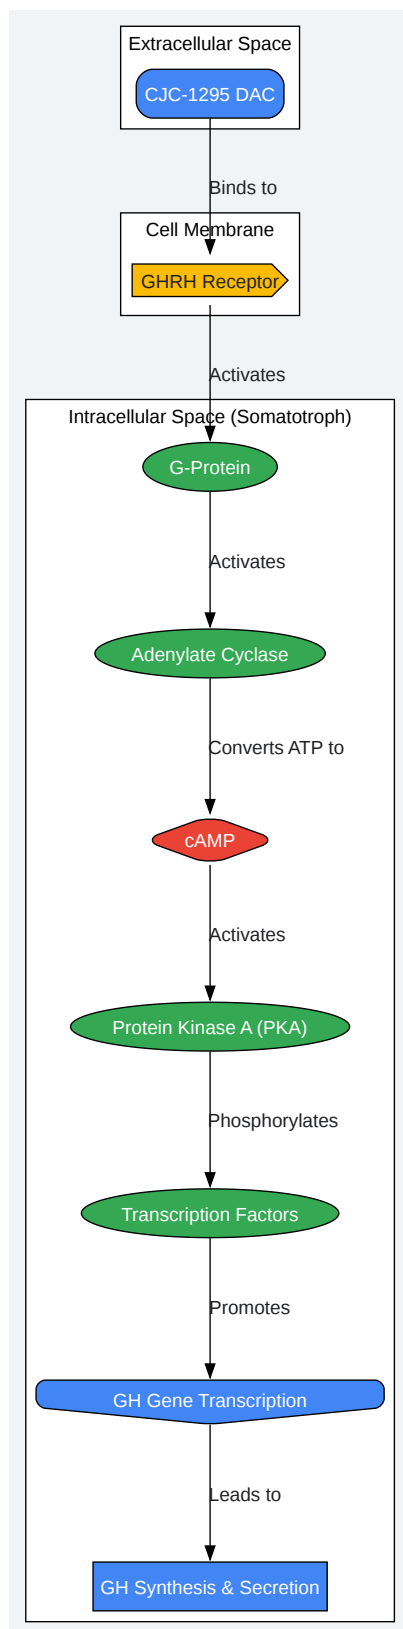 Extracellular Space
CJC-1295 DAC
Binds to
Cell Membrane
GHRH Receptor
Activates
Intracellular Space (Somatotroph)
G-Protein
Activates
Adenylate Cyclase
Converts ATP to
cAMP
Activates
Protein Kinase A (PKA)
Phosphorylates
Transcription Factors
Promotes
GH Gene Transcription
Leads to
GH Synthesis & Secretion